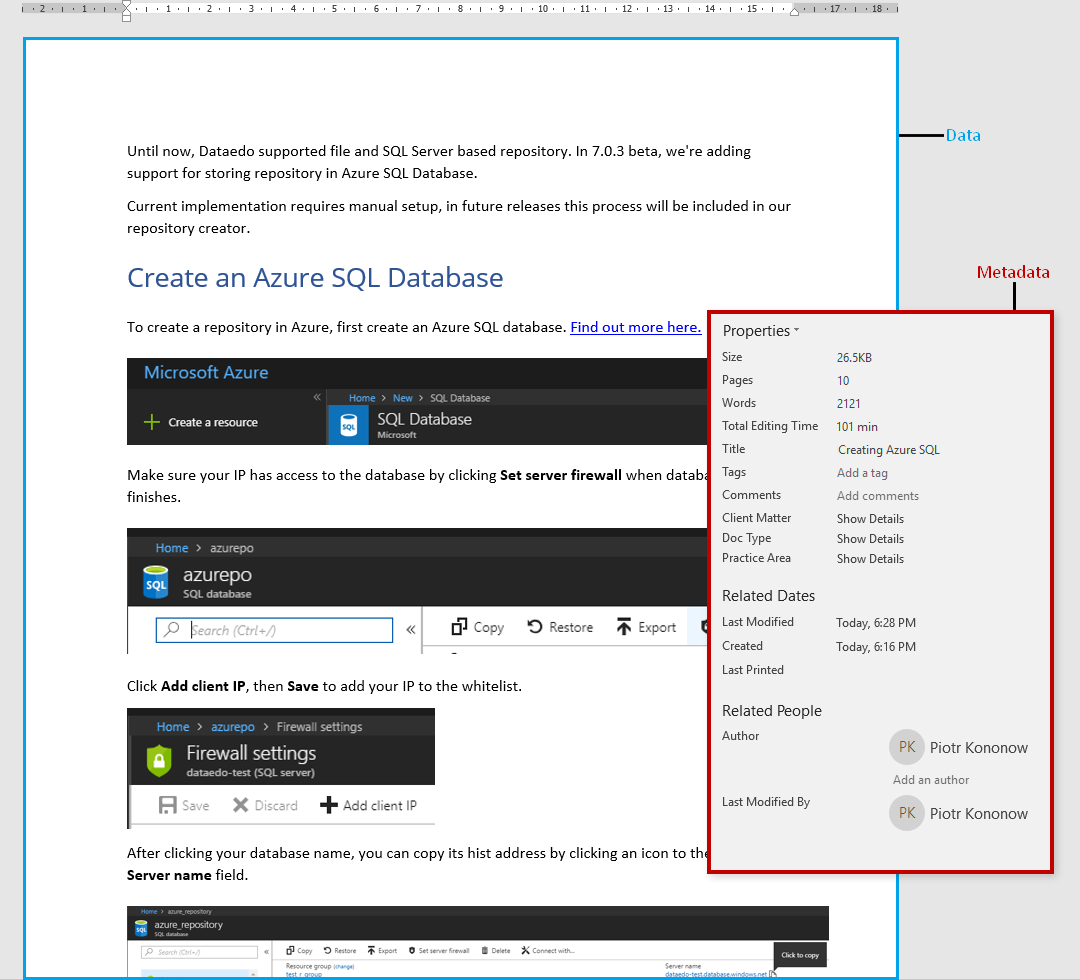 2 1 1 2 3 4 5 6 7 8 9 10 11 12 13 14 15 17 18
Data
Until now, Dataedo supported file and SQL Server based repository. In 7.0.3 beta, we're adding
support for storing repository in Azure SQL Database.
Current implementation requires manual setup, in future releases this process will be included in our
repository creator.
Create an Azure SQL Database
To create a repository in Azure, first create an Azure SQL database. Find out more here.
Microsoft Azure
« Home > New > SQL Database
+ Create a resource
SQL
SQL Database
Microsoft
Make sure your IP has access to the database by clicking Set server firewall when databa
finishes.
Home > azurepo
SQL
azurepo
SQL database
Search (Ctrl+/) «
Copy Restore Export
Click Add client IP, then Save to add your IP to the whitelist.
Home > azurepo > Firewall settings
Firewall settings
dataedo-test (SQL server)
Save Discard Add client IP
After clicking your database name, you can copy its hist address by clicking an icon to the
Server name field.
Home > azure_repository
SQL
azure_repository
SQL database
Search (Ctrl+/) «
Copy Restore Export Set server firewall Delete Connect with...
Click to copy
Resource group (change)
test_r_group
Server name
dataedo-test.database.windows.net
Metadata
Properties
Size 26.5KB
Pages 10
Words 2121
Total Editing Time 101 min
Title Creating Azure SQL
Tags Add a tag
Comments Add comments
Client Matter Show Details
Doc Type Show Details
Practice Area Show Details
Related Dates
Last Modified Today, 6:28 PM
Created Today, 6:16 PM
Last Printed
Related People
Author PK Piotr Kononow
Add an author
Last Modified By PK Piotr Kononow